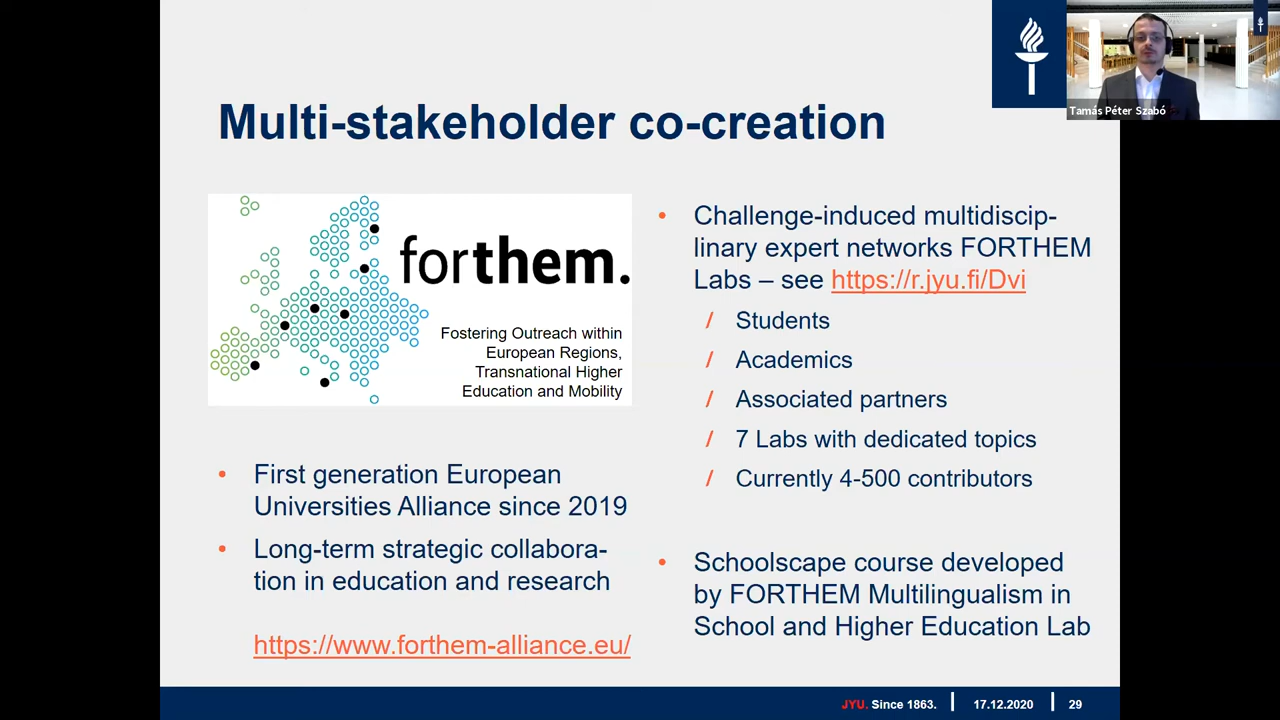 Tamás Péter Szabó
Multi-stakeholder co-creation
forthem.
Fostering Outreach within
European Regions,
Transnational Higher
Education and Mobility
First generation European
Universities Alliance since 2019
Long-term strategic collabora-
tion in education and research
https://www.forthem-alliance.eu/
Challenge-induced multidiscip-
linary expert networks FORTHEM
Labs – see https://r.jyu.fi/Dvi
/ Students
/ Academics
/ Associated partners
/ 7 Labs with dedicated topics
/ Currently 4-500 contributors
Schoolscape course developed
by FORTHEM Multilingualism in
School and Higher Education Lab
JYU. Since 1863. 17.12.2020 29